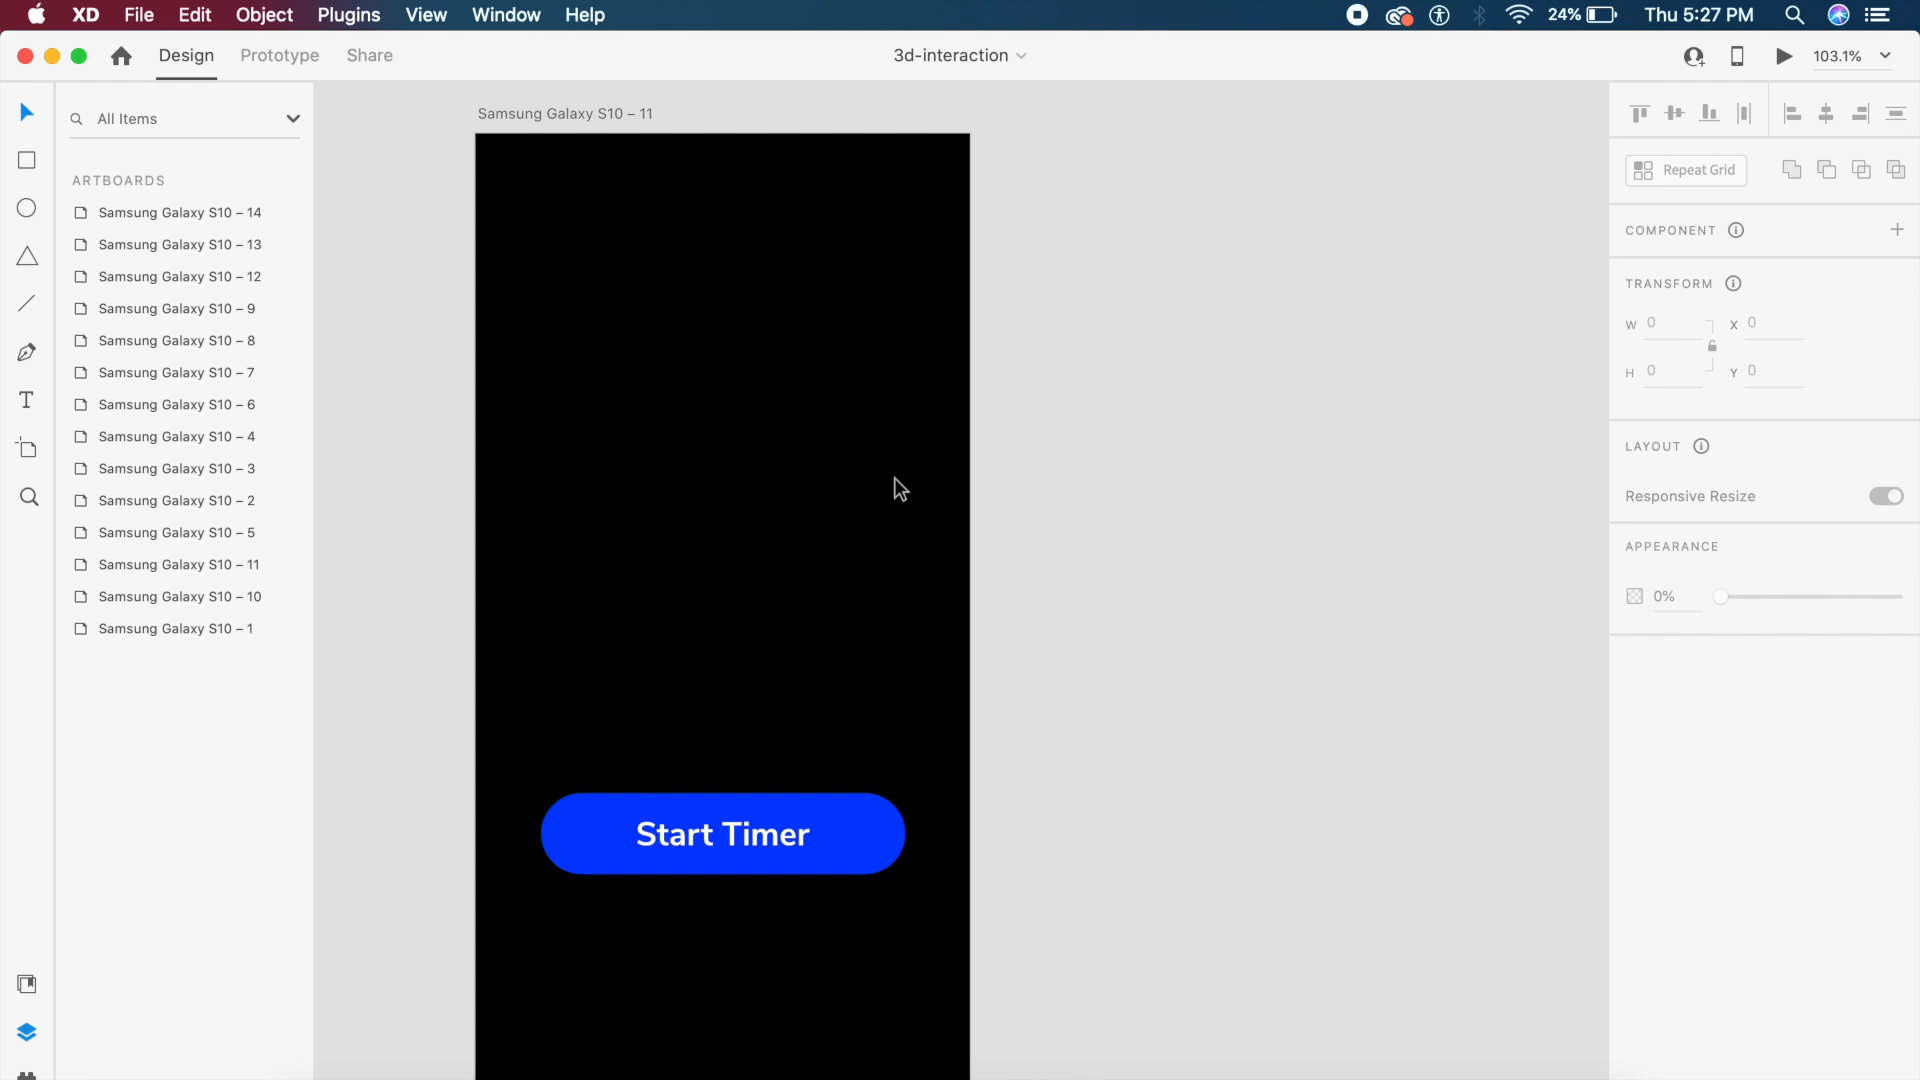 XD File Edit Object Plugins View Window Help 24% Thu 5:27 PM
Design Prototype Share 3d-interaction 103.1%
All Items
ARTBOARDS
Samsung Galaxy S10 – 14
Samsung Galaxy S10 – 13
Samsung Galaxy S10 – 12
Samsung Galaxy S10 – 9
Samsung Galaxy S10 – 8
Samsung Galaxy S10 – 7
Samsung Galaxy S10 – 6
Samsung Galaxy S10 – 4
Samsung Galaxy S10 – 3
Samsung Galaxy S10 – 2
Samsung Galaxy S10 – 5
Samsung Galaxy S10 – 11
Samsung Galaxy S10 – 10
Samsung Galaxy S10 – 1
Samsung Galaxy S10 – 11
Start Timer
Repeat Grid
COMPONENT
TRANSFORM
W 0 X 0
H 0 Y 0
LAYOUT
Responsive Resize
APPEARANCE
0%